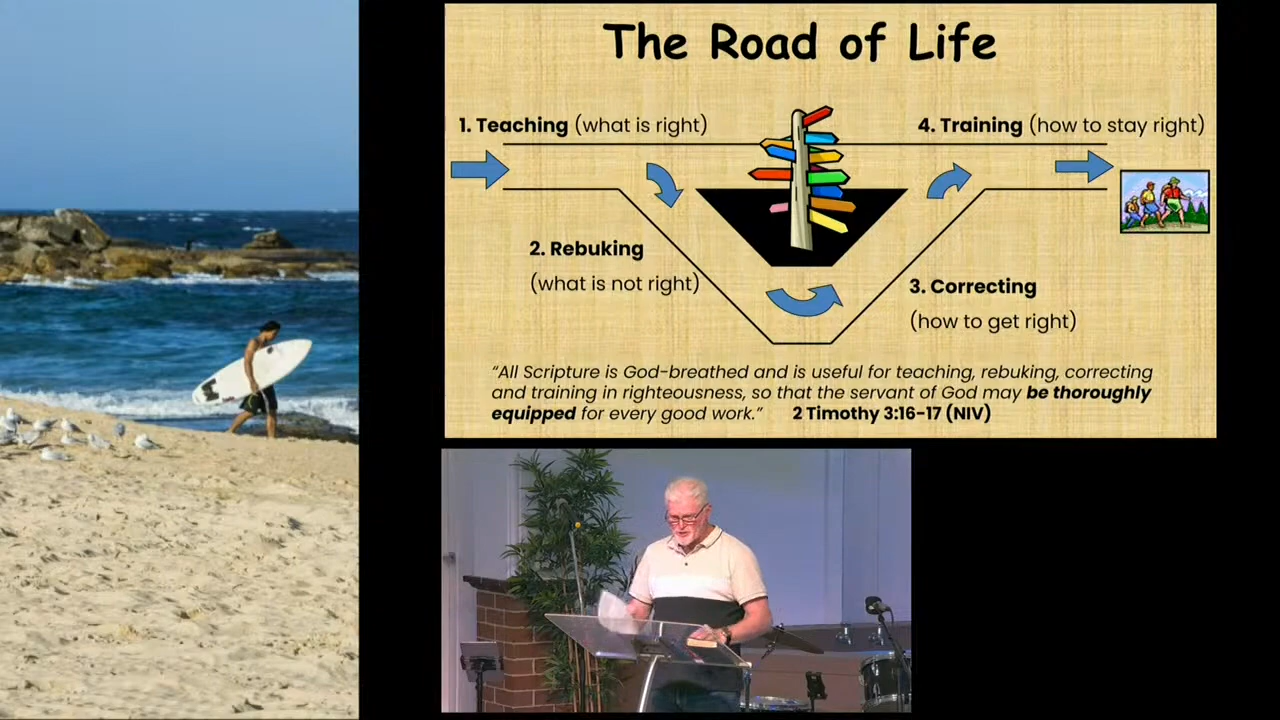 The Road of Life
1. Teaching (what is right)
4. Training (how to stay right)
2. Rebuking
(what is not right)
3. Correcting
(how to get right)
“All Scripture is God-breathed and is useful for teaching, rebuking, correcting
and training in righteousness, so that the servant of God may be thoroughly
equipped for every good work.” 2 Timothy 3:16-17 (NIV)